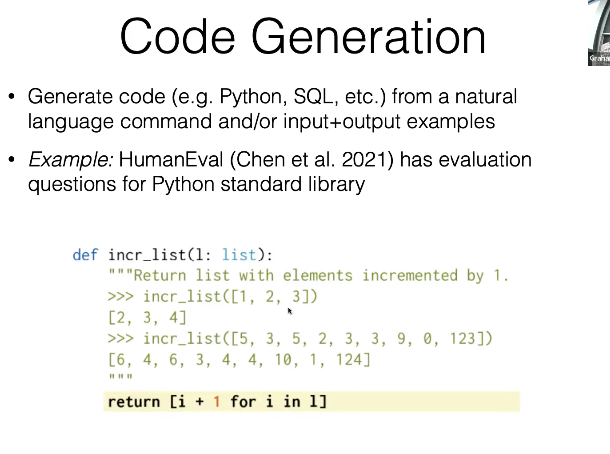 Code Generation
• Generate code (e.g. Python, SQL, etc.) from a natural
language command and/or input+output examples
• Example: HumanEval (Chen et al. 2021) has evaluation
questions for Python standard library
def incr_list(l: list):
"""Return list with elements incremented by 1.
>>> incr_list([1, 2, 3])
[2, 3, 4]
>>> incr_list([5, 3, 5, 2, 3, 3, 9, 0, 123])
[6, 4, 6, 3, 4, 4, 10, 1, 124]
"""
return [i + 1 for i in l]